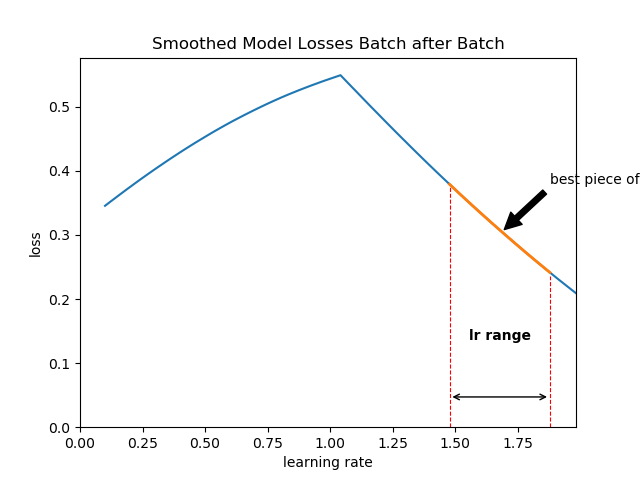 Smoothed Model Losses Batch after Batch
0.5
0.4
0.3
0.2
0.1
0.0
loss
best piece of
lr range
0.00 0.25 0.50 0.75 1.00 1.25 1.50 1.75
learning rate